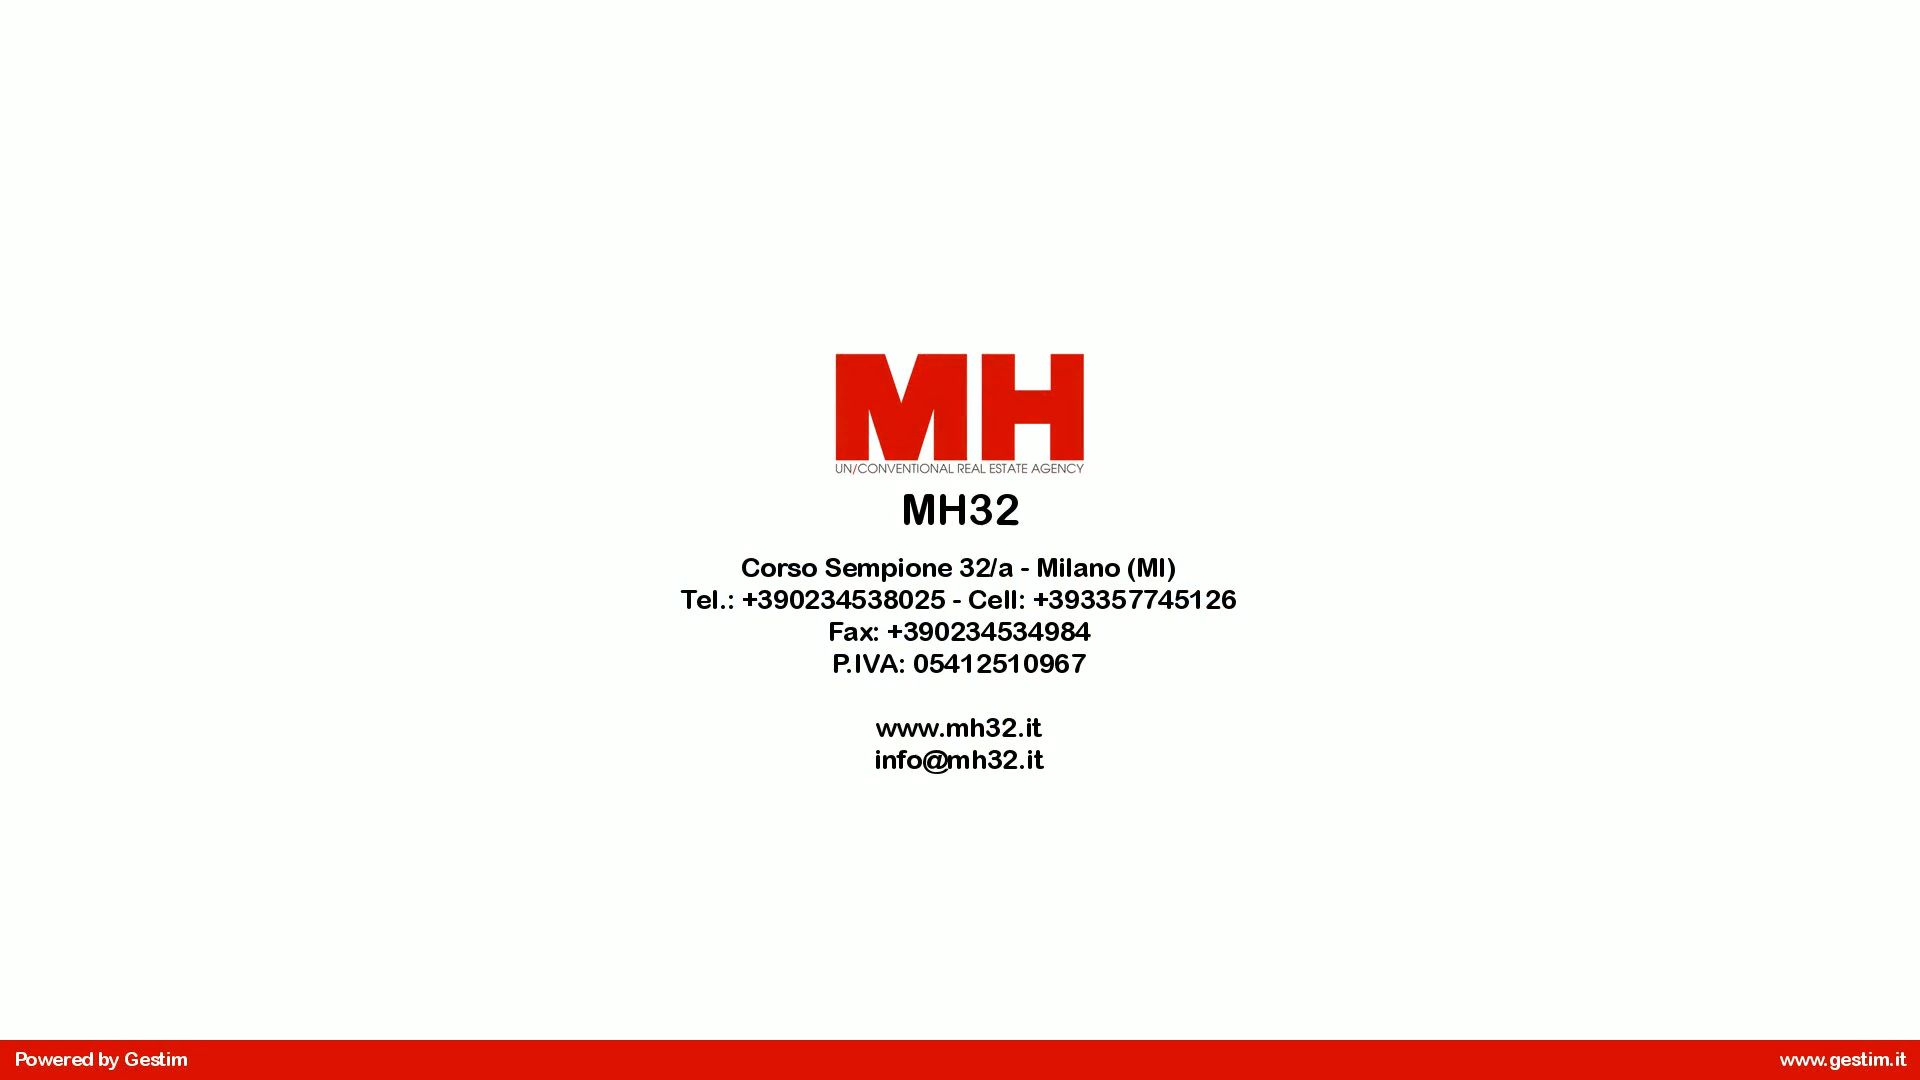 MH
UN/CONVENTIONAL REAL ESTATE AGENCY
MH32
Corso Sempione 32/a - Milano (MI)
Tel.: +390234538025 - Cell: +393357745126
Fax: +390234534984
P.IVA: 05412510967
www.mh32.it
info@mh32.it
Powered by Gestim
www.gestim.it